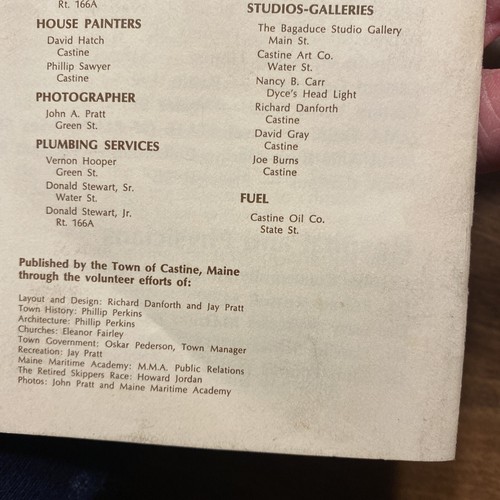 Rt. 166A
HOUSE PAINTERS
David Hatch
Castine
Phillip Sawyer
Castine
PHOTOGRAPHER
John A. Pratt
Green St.
PLUMBING SERVICES
Vernon Hooper
Green St.
Donald Stewart, Sr.
Water St.
Donald Stewart, Jr.
Rt. 166A
STUDIOS-GALLERIES
The Bagaduce Studio Gallery
Main St.
Castine Art Co.
Water St.
Nancy B. Carr
Dyce's Head Light
Richard Danforth
Castine
David Gray
Castine
Joe Burns
Castine
FUEL
Castine Oil Co.
State St.
Published by the Town of Castine, Maine
through the volunteer efforts of:
Layout and Design: Richard Danforth and Jay Pratt
Town History: Phillip Perkins
Architecture: Phillip Perkins
Churches: Eleanor Fairley
Town Government: Oskar Pederson, Town Manager
Recreation: Jay Pratt
Maine Maritime Academy: M.M.A. Public Relations
The Retired Skippers Race: Howard Jordan
Photos: John Pratt and Maine Maritime Academy